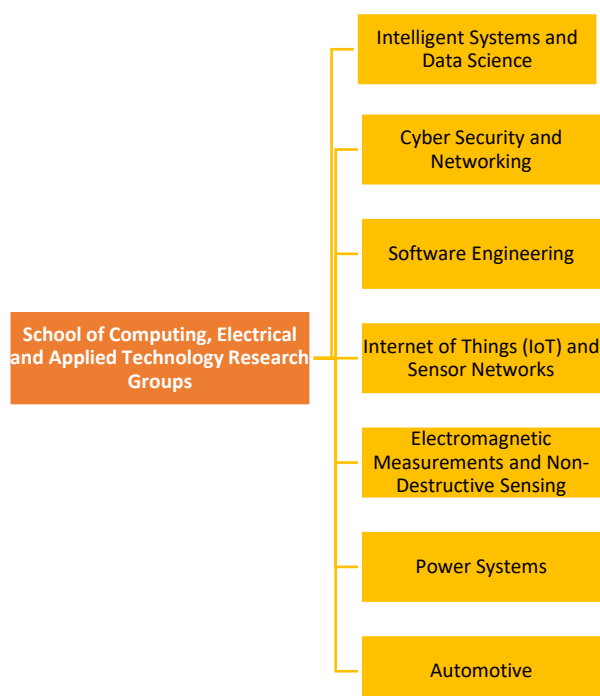 Intelligent Systems and
Data Science
Cyber Security and
Networking
Software Engineering
School of Computing, Electrical
and Applied Technology Research
Groups
Internet of Things (IoT) and
Sensor Networks
Electromagnetic
Measurements and Non-
Destructive Sensing
Power Systems
Automotive